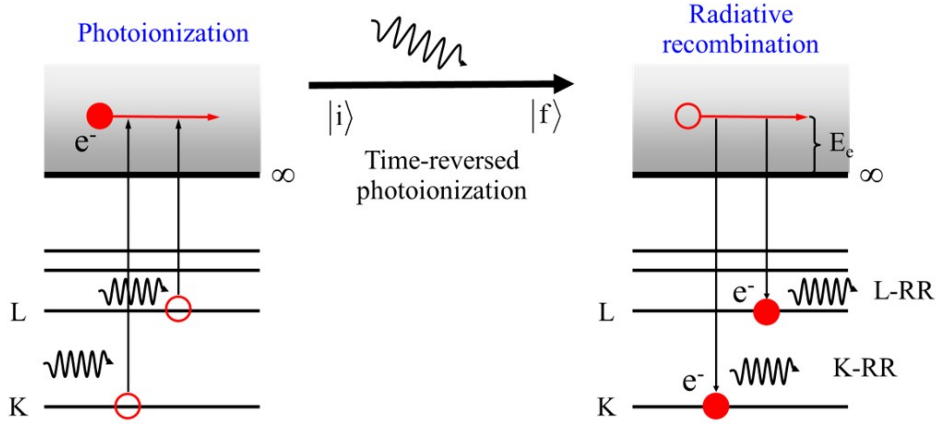 Photoionization
Radiative
recombination
|i⟩
|f⟩
Time-reversed
photoionization
e-
∞
L
K
E_e
∞
e-
L-RR
L
e-
K-RR
K